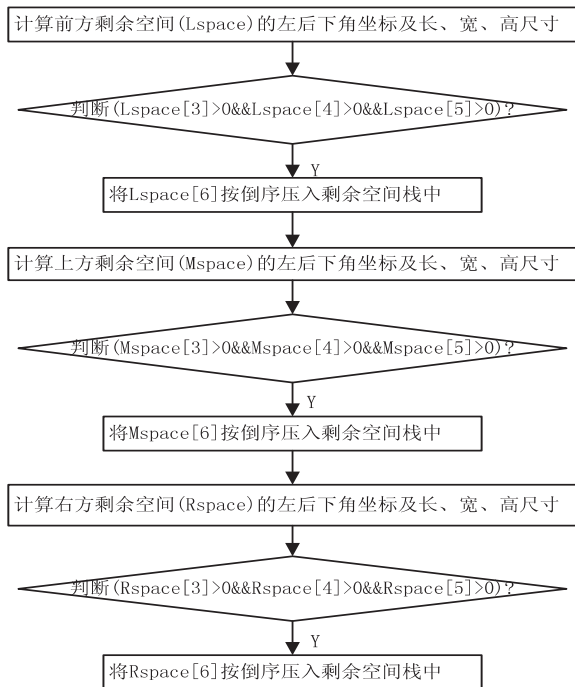 计算前方剩余空间(Lspace)的左后下角坐标及长、宽、高尺寸
判断(Lspace[3]>0&&Lspace[4]>0&&Lspace[5]>0)?
Y
将Lspace[6]按倒序压入剩余空间栈中
计算上方剩余空间(Mspace)的左后下角坐标及长、宽、高尺寸
判断(Mspace[3]>0&&Mspace[4]>0&&Mspace[5]>0)?
Y
将Mspace[6]按倒序压入剩余空间栈中
计算右方剩余空间(Rspace)的左后下角坐标及长、宽、高尺寸
判断(Rspace[3]>0&&Rspace[4]>0&&Rspace[5]>0)?
Y
将Rspace[6]按倒序压入剩余空间栈中